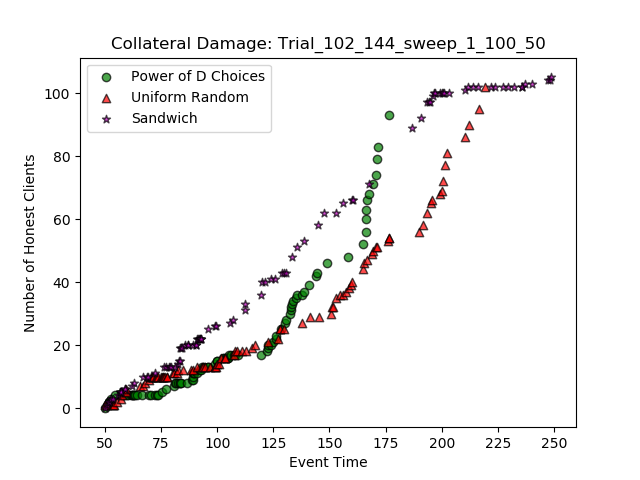 Collateral Damage: Trial_102_144_sweep_1_100_50
Power of D Choices
Uniform Random
Sandwich
Number of Honest Clients
100
80
60
40
20
0
50
75
100
125
150
175
200
225
250
Event Time